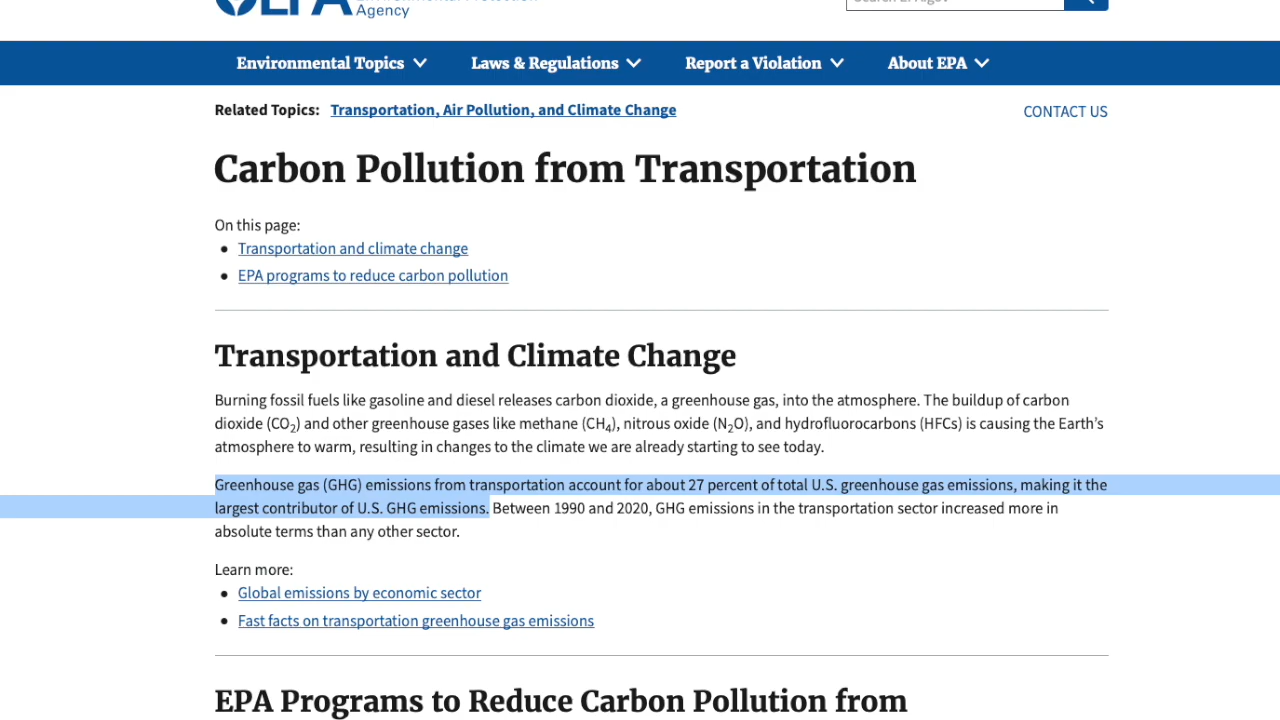 Agency
Environmental Topics
Laws & Regulations
Report a Violation
About EPA
Related Topics: Transportation, Air Pollution, and Climate Change
CONTACT US
Carbon Pollution from Transportation
On this page:
Transportation and climate change
EPA programs to reduce carbon pollution
Transportation and Climate Change
Burning fossil fuels like gasoline and diesel releases carbon dioxide, a greenhouse gas, into the atmosphere. The buildup of carbon
dioxide (CO₂) and other greenhouse gases like methane (CH₄), nitrous oxide (N₂O), and hydrofluorocarbons (HFCs) is causing the Earth’s
atmosphere to warm, resulting in changes to the climate we are already starting to see today.
Greenhouse gas (GHG) emissions from transportation account for about 27 percent of total U.S. greenhouse gas emissions, making it the
largest contributor of U.S. GHG emissions. Between 1990 and 2020, GHG emissions in the transportation sector increased more in
absolute terms than any other sector.
Learn more:
Global emissions by economic sector
Fast facts on transportation greenhouse gas emissions
EPA Programs to Reduce Carbon Pollution from